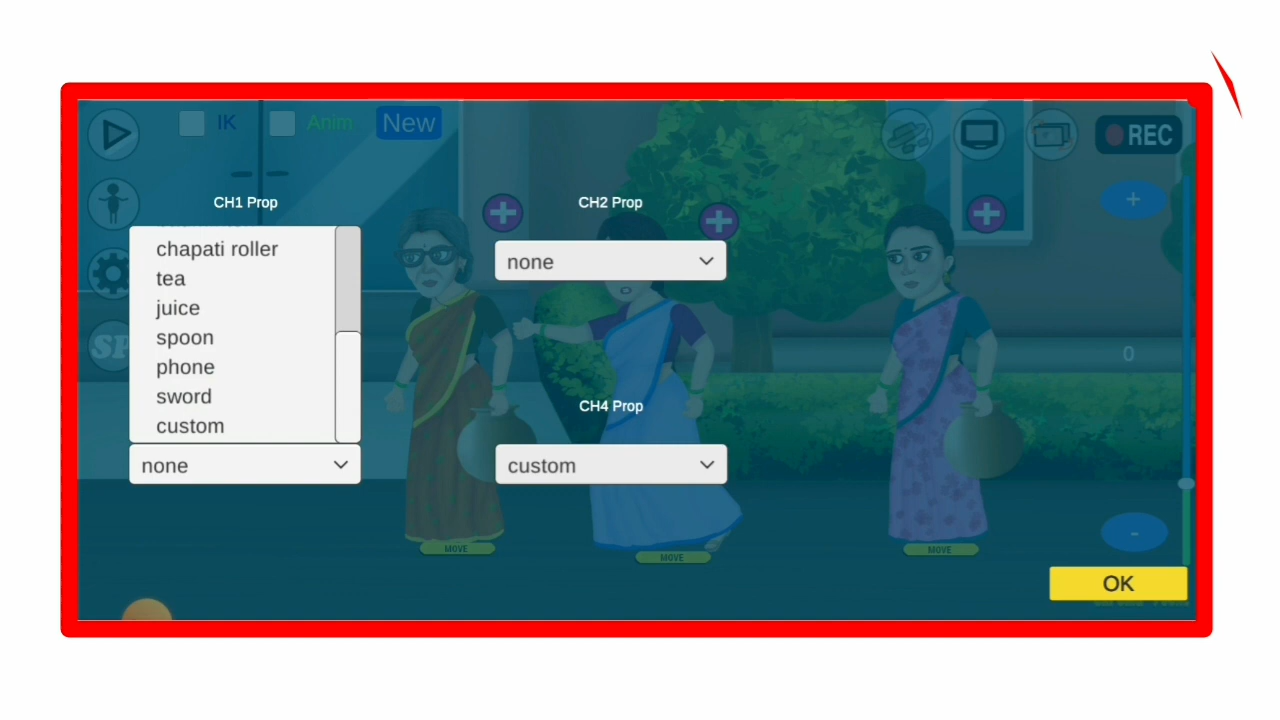 IK
Anim
New
REC
CH1 Prop
CH2 Prop
chapati roller
tea
juice
spoon
phone
sword
custom
none
none
CH4 Prop
custom
+
0
-
MOVE
MOVE
MOVE
OK